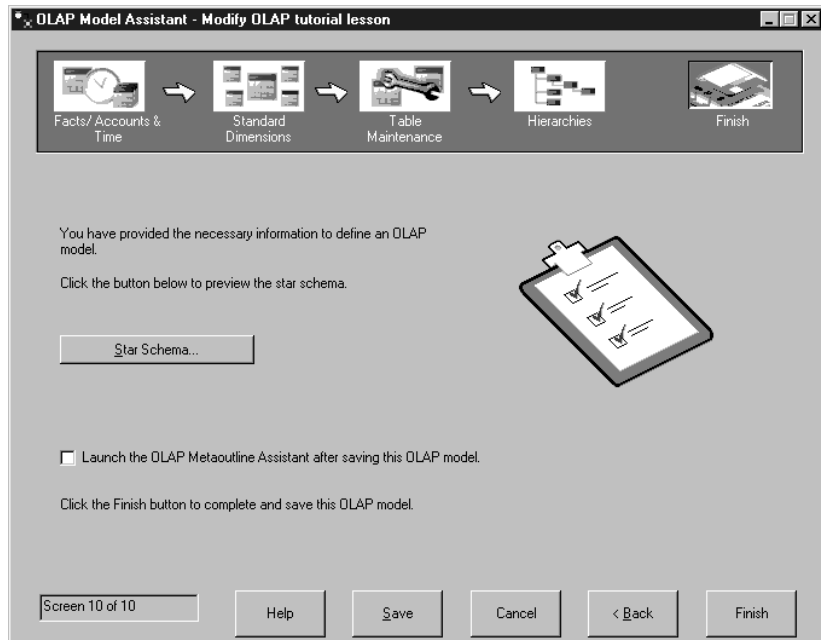 OLAP Model Assistant - Modify OLAP tutorial lesson
Facts/ Accounts &
Time
Standard
Dimensions
Table
Maintenance
Hierarchies
Finish
You have provided the necessary information to define an OLAP
model.
Click the button below to preview the star schema.
Star Schema...
Launch the OLAP Metaoutline Assistant after saving this OLAP model.
Click the Finish button to complete and save this OLAP model.
Screen 10 of 10
Help
Save
Cancel
< Back
Finish